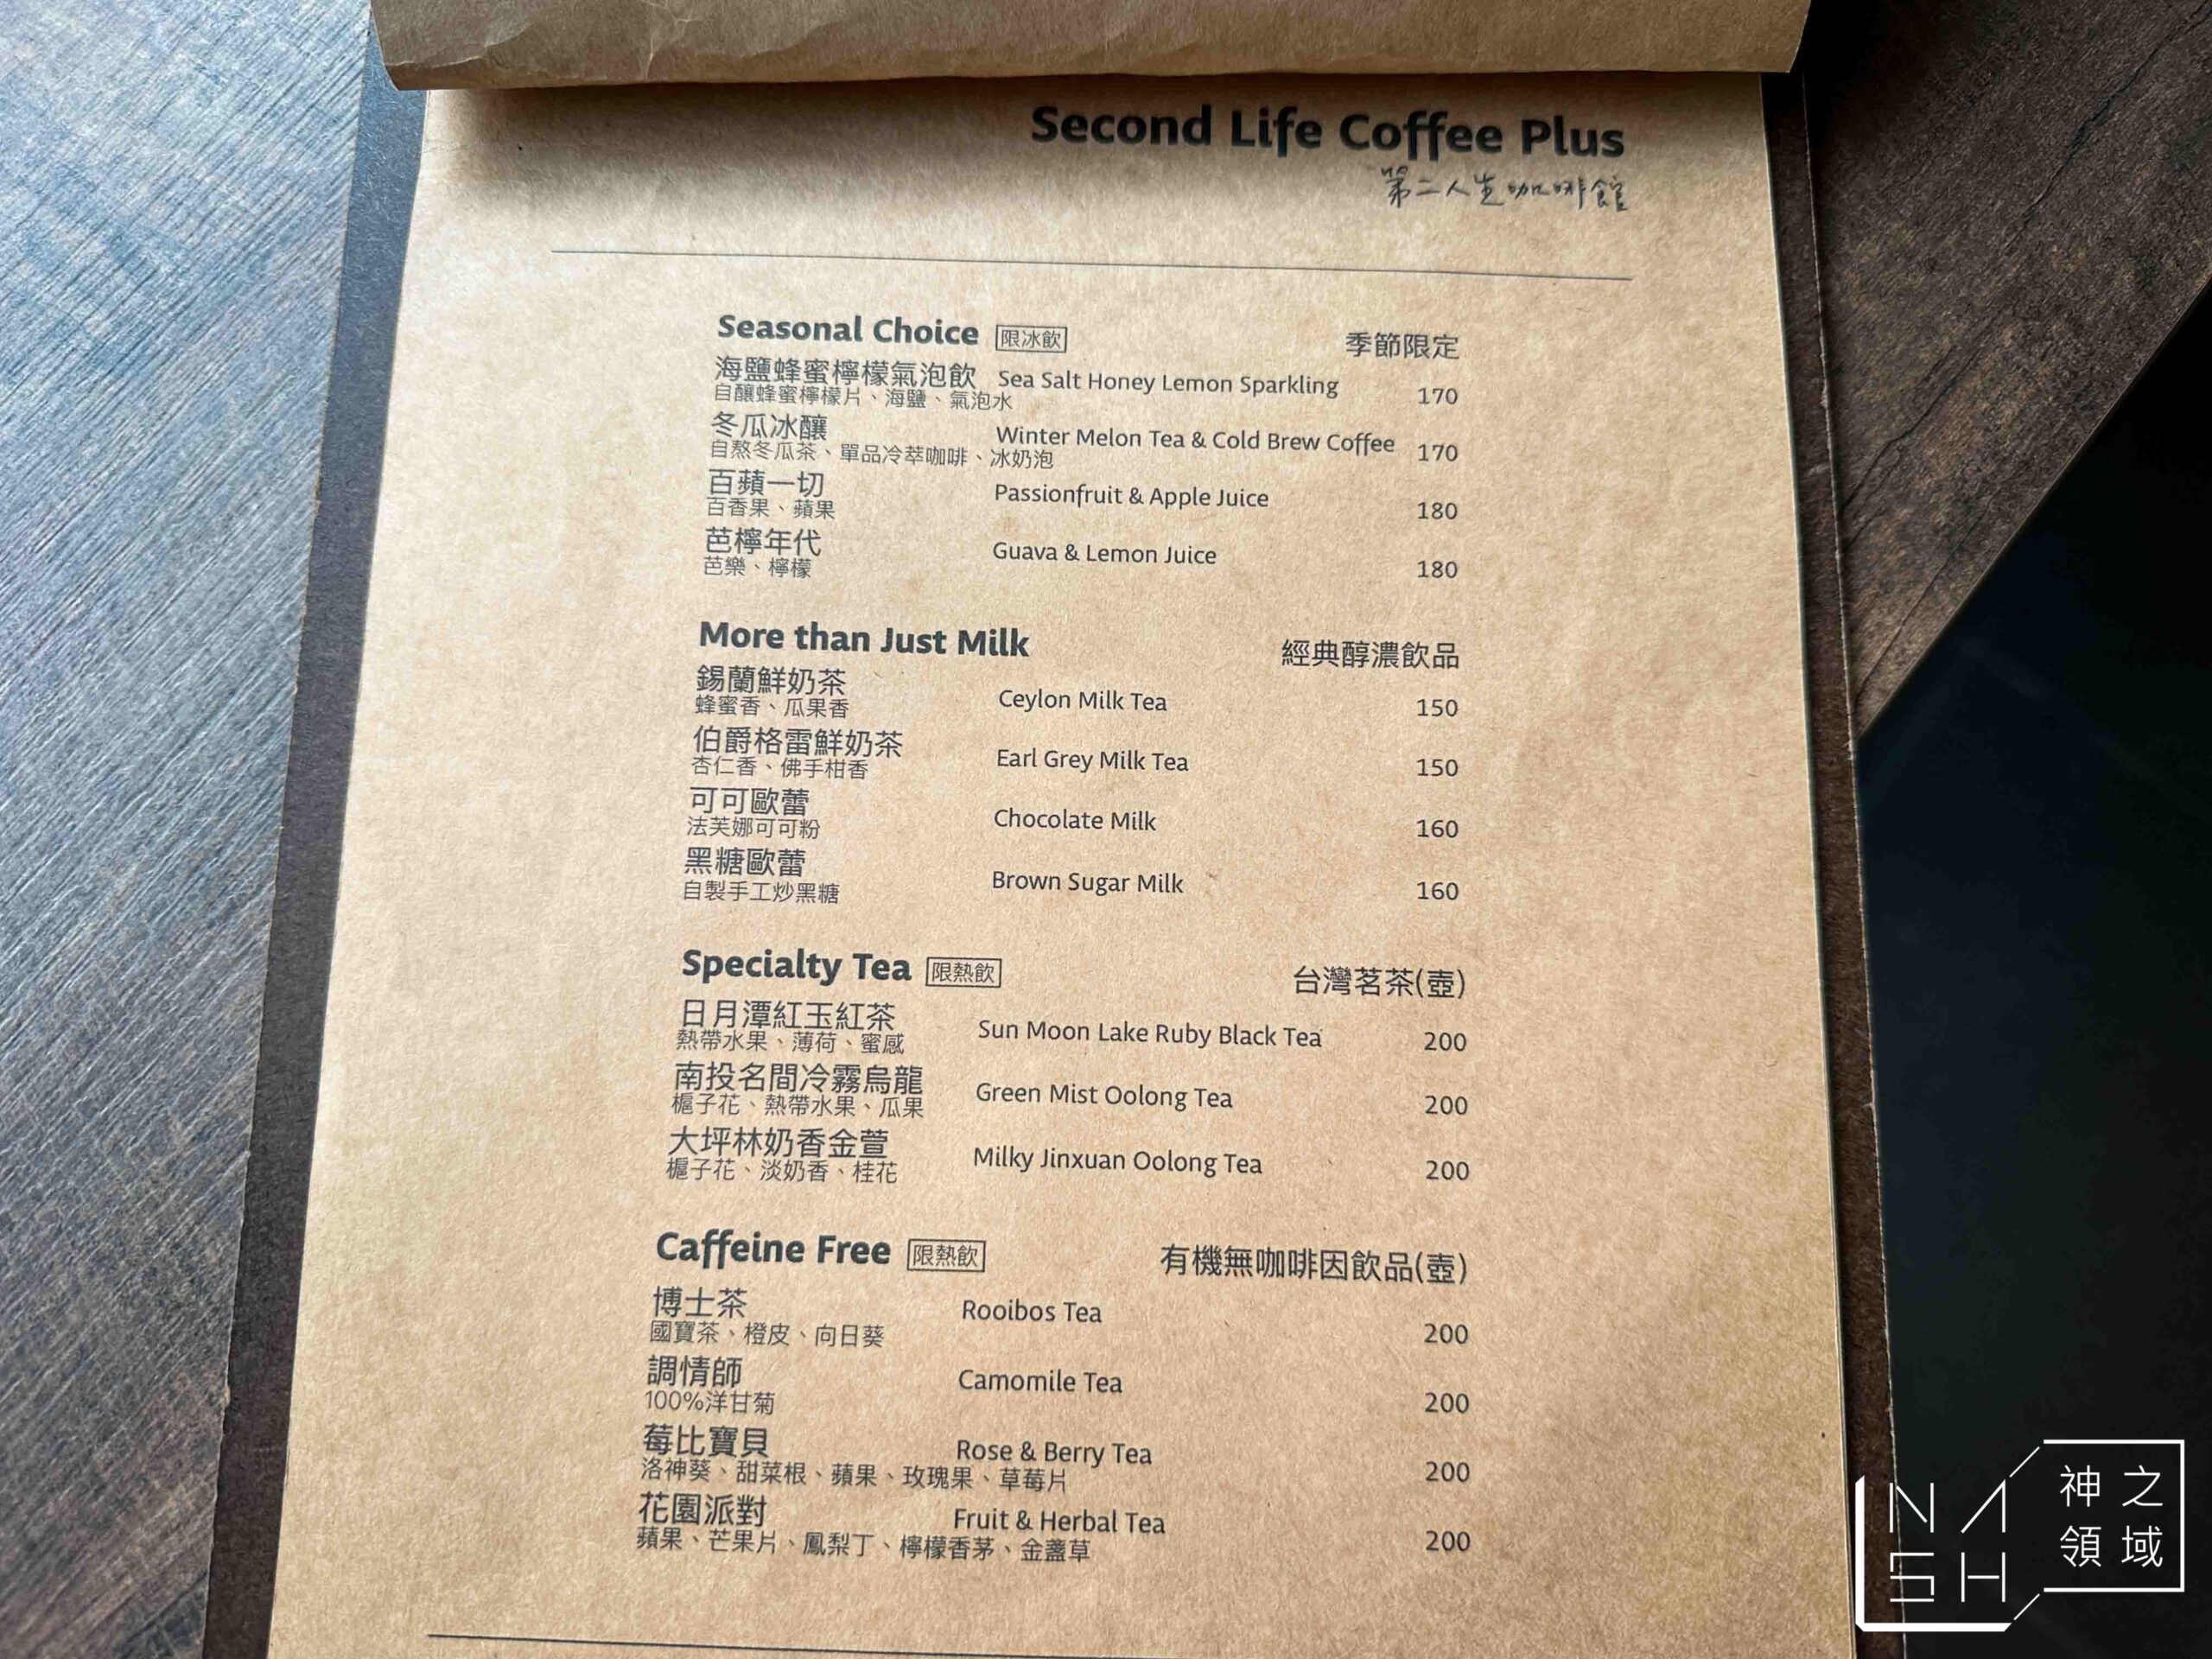 Second Life Coffee Plus
第二人生咖啡館
Seasonal Choice 限冰飲 季節限定
海鹽蜂蜜檸檬氣泡飲 Sea Salt Honey Lemon Sparkling 170
自釀蜂蜜檸檬片、海鹽、氣泡水
冬瓜冰釀 Winter Melon Tea & Cold Brew Coffee 170
自熬冬瓜茶、單品冷萃咖啡、冰奶泡
百蘋一切 Passionfruit & Apple Juice 180
百香果、蘋果
芭檸年代 Guava & Lemon Juice 180
芭樂、檸檬
More than Just Milk 經典醇濃飲品
錫蘭鮮奶茶 Ceylon Milk Tea 150
蜂蜜香、瓜果香
伯爵格雷鮮奶茶 Earl Grey Milk Tea 150
杏仁香、佛手柑香
可可歐蕾 Chocolate Milk 160
法芙娜可可粉
黑糖歐蕾 Brown Sugar Milk 160
自製手工炒黑糖
Specialty Tea 限熱飲 台灣茗茶(壺)
日月潭紅玉紅茶 Sun Moon Lake Ruby Black Tea 200
熱帶水果、薄荷、蜜感
南投名間冷霧烏龍 Green Mist Oolong Tea 200
槴子花、熱帶水果、瓜果
大坪林奶香金萱 Milky Jinxuan Oolong Tea 200
槴子花、淡奶香、桂花
Caffeine Free 限熱飲 有機無咖啡因飲品(壺)
博士茶 Rooibos Tea 200
國寶茶、橙皮、向日葵
調情師 Camomile Tea 200
100%洋甘菊
莓比寶貝 Rose & Berry Tea 200
洛神葵、甜菜根、蘋果、玫瑰果、草莓片
花園派對 Fruit & Herbal Tea 200
蘋果、芒果片、鳳梨丁、檸檬香茅、金盞草
NASH
神之領域